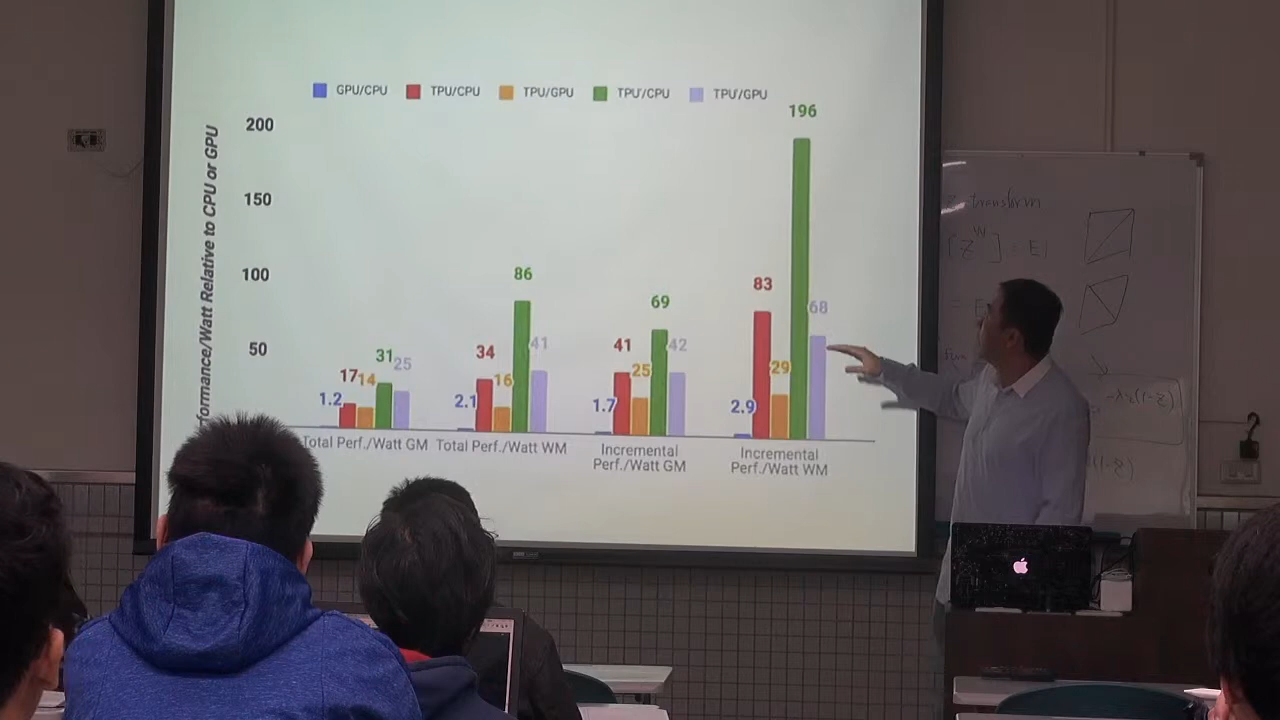 GPU/CPU TPU/CPU TPU/GPU TPU'/CPU TPU'/GPU
200
150
100
50
Performance/Watt Relative to CPU or GPU
1.2 17 14 31 25
2.1 34 16 86 41
1.7 41 25 69 42
2.9 83 29 196 68
Total Perf./Watt GM
Total Perf./Watt WM
Incremental
Perf./Watt GM
Incremental
Perf./Watt WM
transform